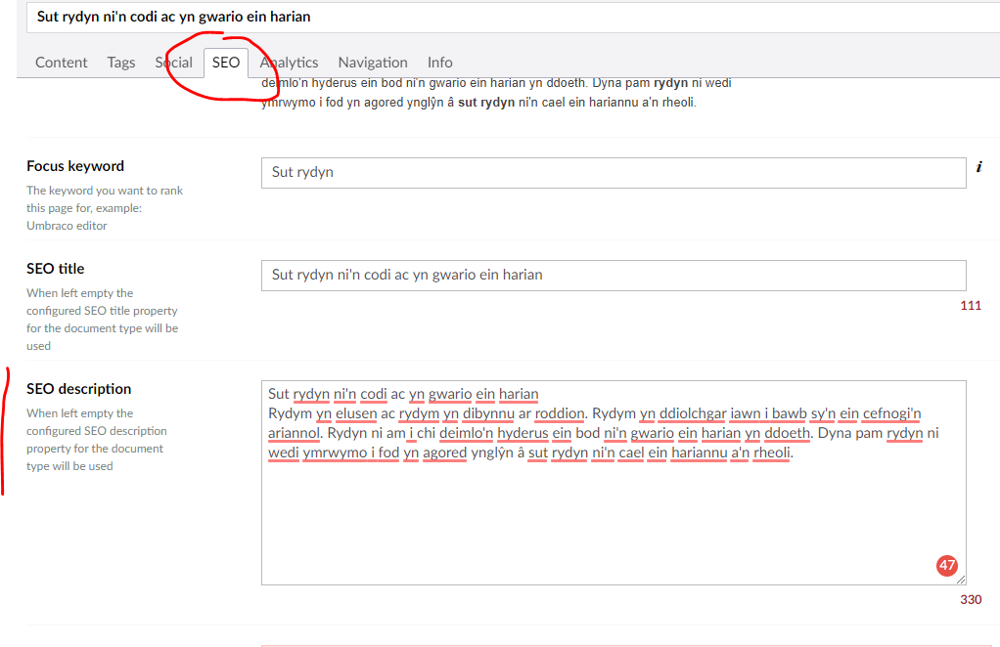 Sut rydyn ni'n codi ac yn gwario ein harian
Content Tags Social SEO Analytics Navigation Info
deimlo'n hyderus ein bod ni'n gwario ein harian yn ddoeth. Dyna pam rydyn ni wedi
ymrwymo i fod yn agored ynglŷn â sut rydyn ni'n cael ein hariannu a'n rheoli.
Focus keyword
Sut rydyn
i
The keyword you want to rank
this page for, example:
Umbraco editor
SEO title
Sut rydyn ni'n codi ac yn gwario ein harian
When left empty the
configured SEO title property
for the document type will be
used
111
SEO description
When left empty the
configured SEO description
property for the document
type will be used
Sut rydyn ni'n codi ac yn gwario ein harian
Rydym yn elusen ac rydym yn dibynnu ar roddion. Rydym yn ddiolchgar iawn i bawb sy'n ein cefnogi'n
ariannol. Rydyn ni am i chi deimlo'n hyderus ein bod ni'n gwario ein harian yn ddoeth. Dyna pam rydyn ni
wedi ymrwymo i fod yn agored ynglŷn â sut rydyn ni'n cael ein hariannu a'n rheoli.
47
330